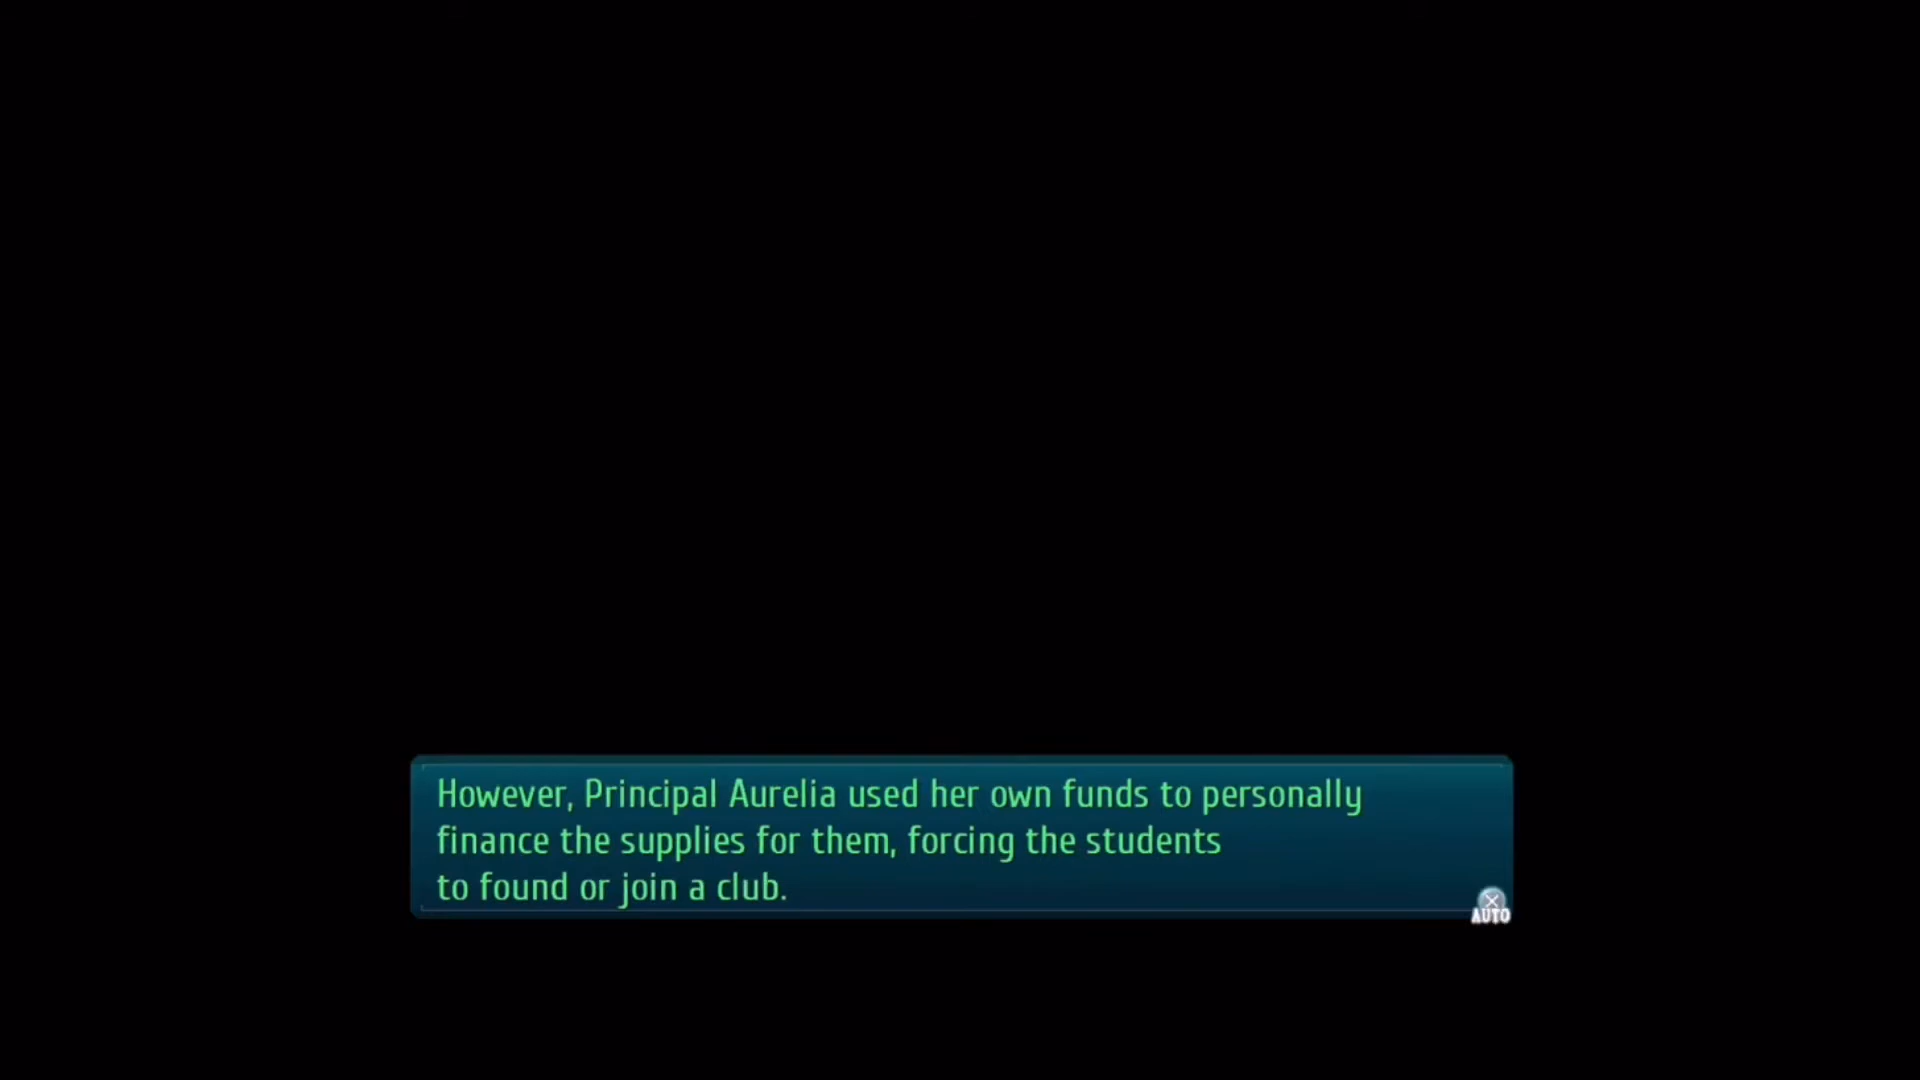 However, Principal Aurelia used her own funds to personally
finance the supplies for them, forcing the students
to found or join a club.
AUTO